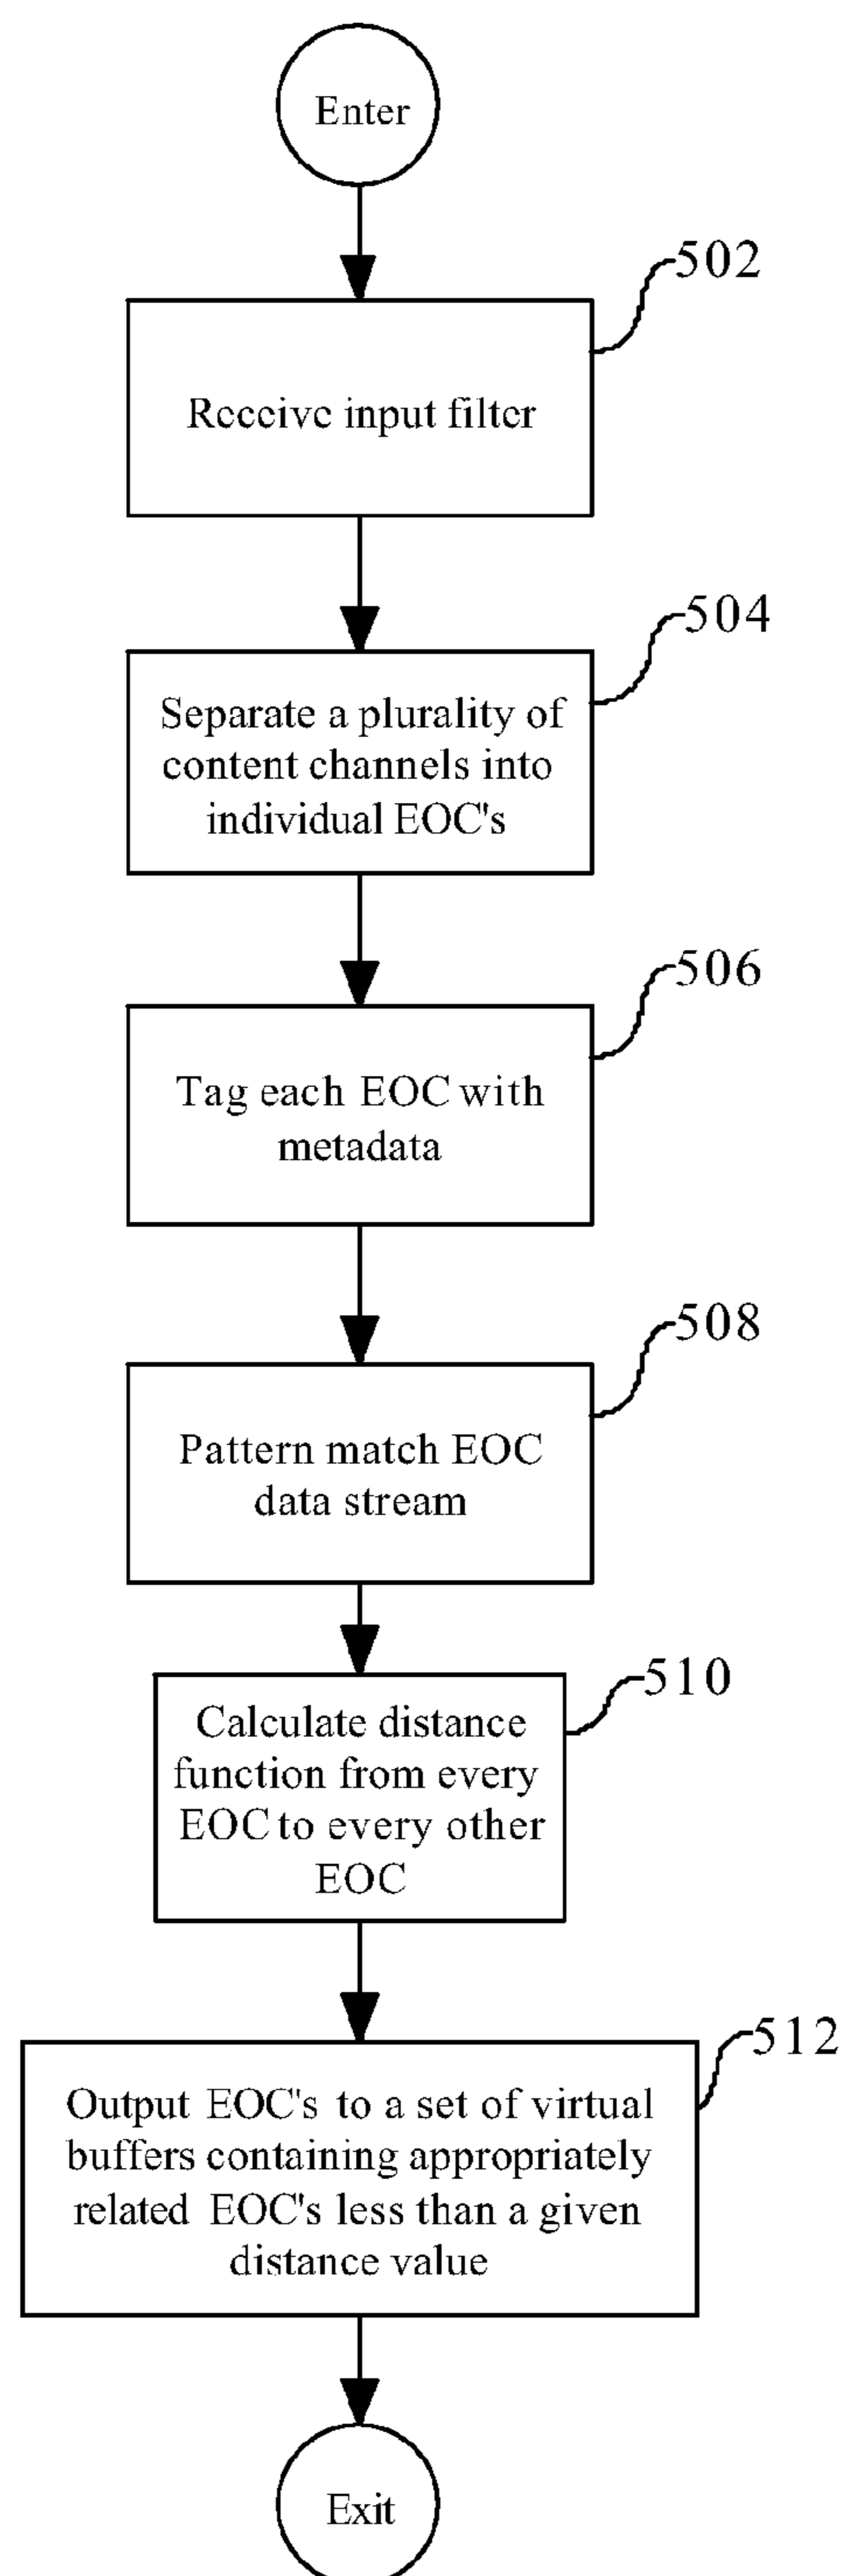 Enter
502
Receive input filter
504
Separate a plurality of
content channels into
individual EOC's
506
Tag each EOC with
metadata
508
Pattern match EOC
data stream
510
Calculate distance
function from every
EOC to every other
EOC
512
Output EOC's to a set of virtual
buffers containing appropriately
related EOC's less than a given
distance value
Exit